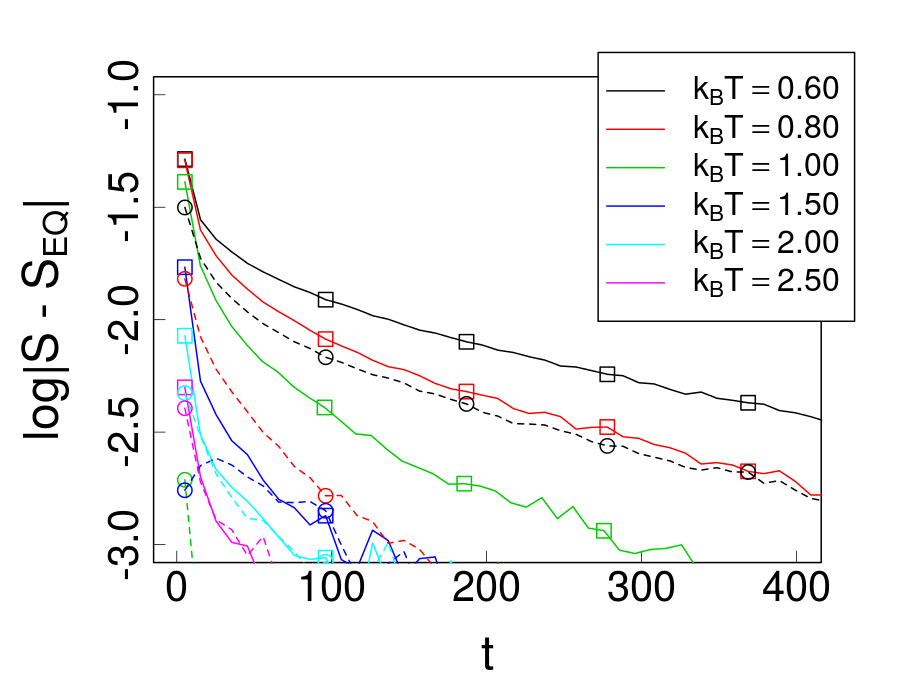 log|S - S_EQ|
-1.0
-1.5
-2.0
-2.5
-3.0
k_BT = 0.60
k_BT = 0.80
k_BT = 1.00
k_BT = 1.50
k_BT = 2.00
k_BT = 2.50
0 100 200 300 400
t